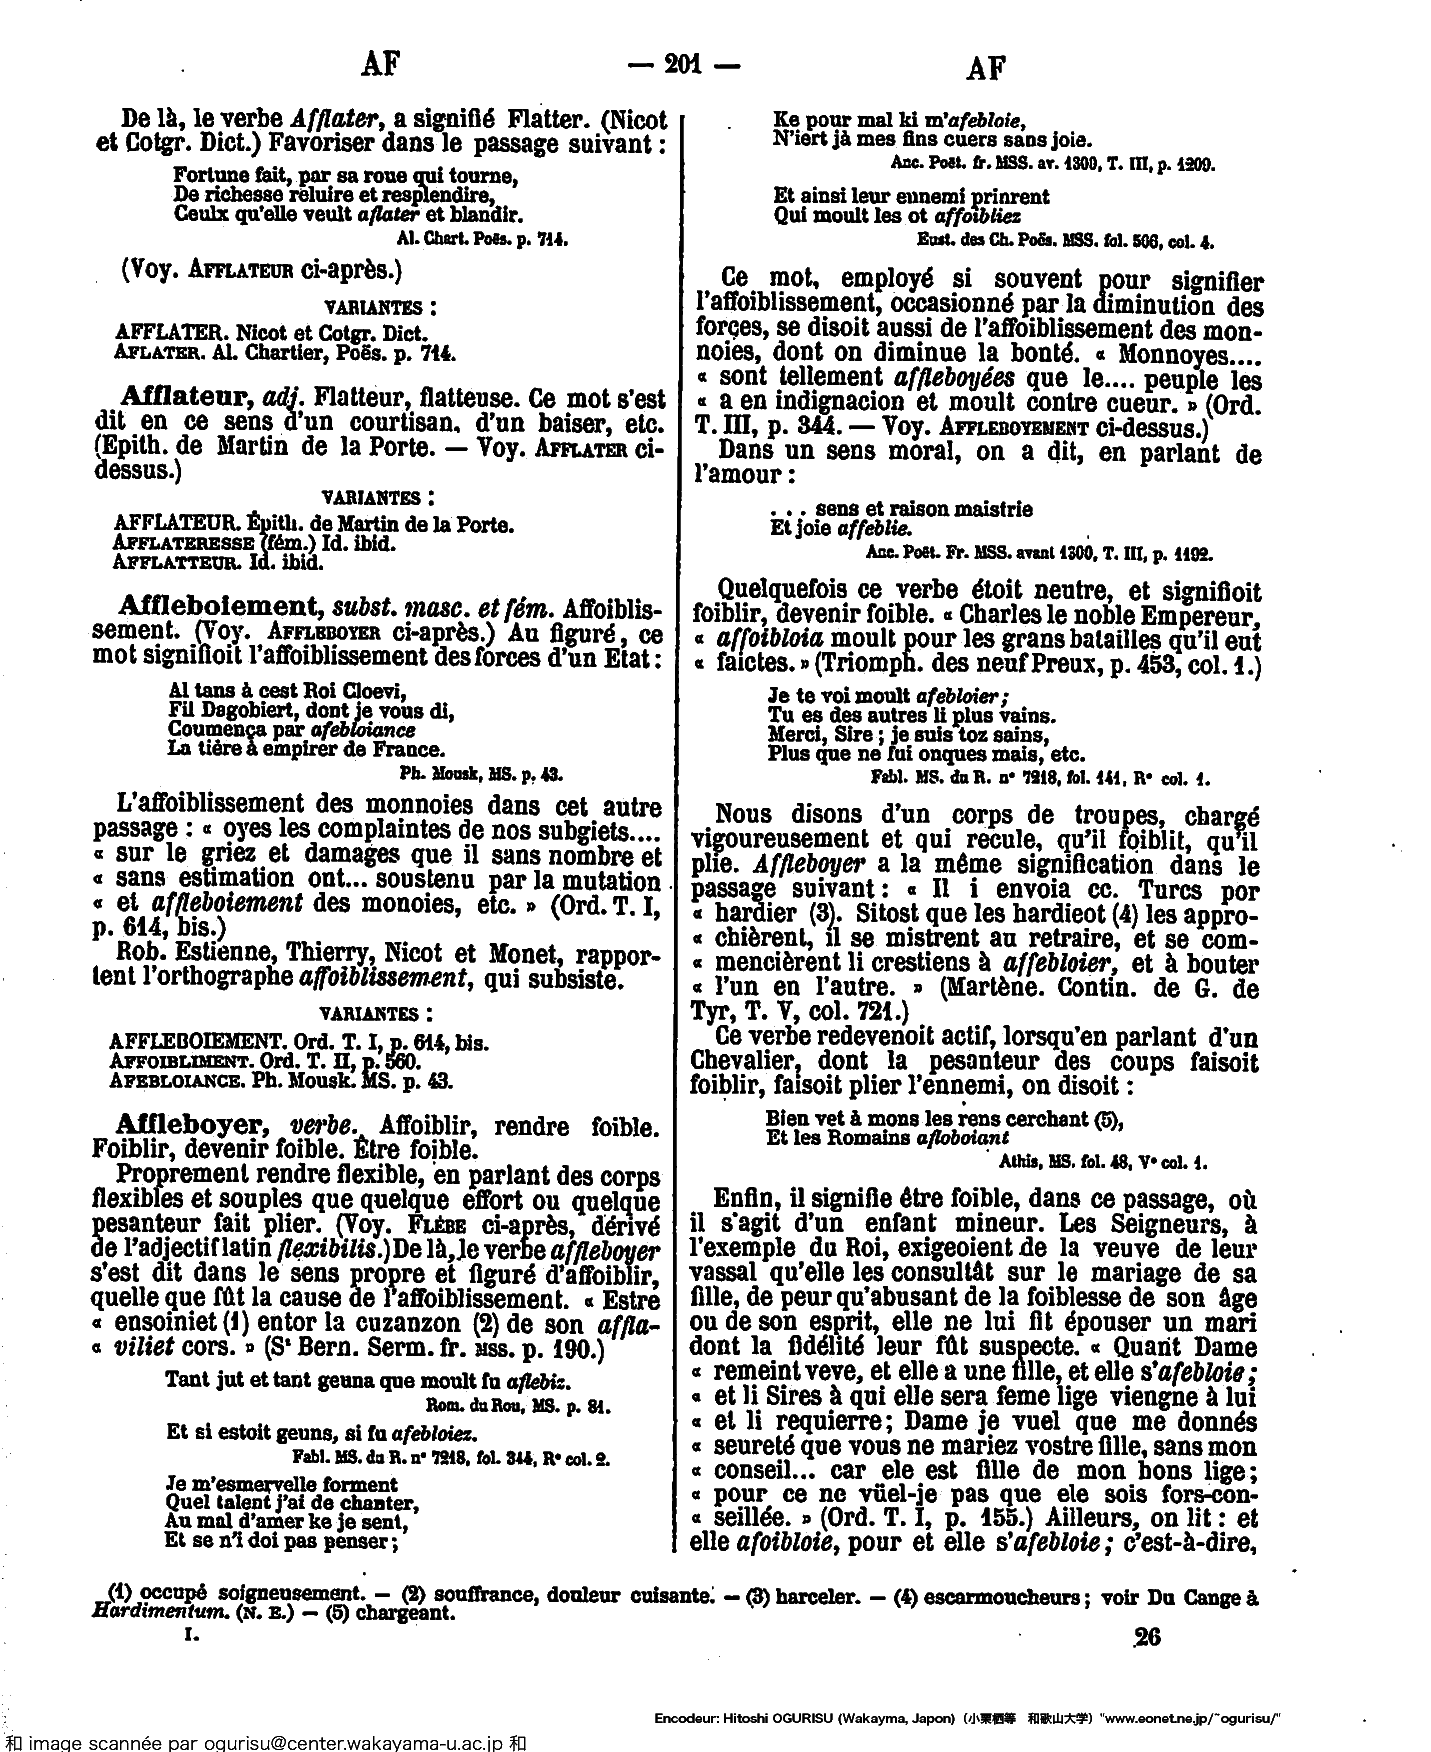 AF
— 201 —
AF
De là, le verbe Afflater, a signifié Flatter. (Nicot
et Cotgr. Dict.) Favoriser dans le passage suivant :
Fortune fait, par sa roue qui tourne,
De richesse reluire et resplendire,
Ceulx qu'elle veult aflater et blandir.
Al. Chart. Poës. p. 714.
(Voy. AFFLATEUR ci-après.)
VARIANTES :
AFFLATER. Nicot et Cotgr. Dict.
AFLATER. Al. Chartier, Poës. p. 714.
Afflateur, adj. Flatteur, flatteuse. Ce mot s'est
dit en ce sens d'un courtisan, d'un baiser, etc.
(Epith. de Martin de la Porte. — Voy. AFFLATER ci-
dessus.)
VARIANTES :
AFFLATEUR. Épith. de Martin de la Porte.
AFFLATERESSE (fém.) Id. ibid.
AFFLATTEUR. Id. ibid.
Affleboiement, subst. masc. et fém. Affoiblis-
sement. (Voy. AFFLEBOYER ci-après.) Au figuré, ce
mot signifioit l'affoiblissement des forces d'un Etat :
Al tans à cest Roi Cloevi,
Fil Dagobiert, dont je vous di,
Coumença par afebloiance
La tière à empirer de France.
Ph. Mousk, MS. p. 43.
L'affoiblissement des monnoies dans cet autre
passage : « oyes les complaintes de nos subgiets....
« sur le griez et damages que il sans nombre et
« sans estimation ont... soustenu par la mutation
« et affleboiement des monoies, etc. » (Ord. T. I,
p. 614, bis.)
Rob. Estienne, Thierry, Nicot et Monet, rappor-
tent l'orthographe affoiblissement, qui subsiste.
VARIANTES :
AFFLEBOIEMENT. Ord. T. I, p. 614, bis.
AFFOIBLIMENT. Ord. T. II, p. 560.
AFEBLOIANCE. Ph. Mousk. MS. p. 43.
Affleboyer, verbe. Affoiblir, rendre foible.
Foiblir, devenir foible. Être foible.
Proprement rendre flexible, en parlant des corps
flexibles et souples que quelque effort ou quelque
pesanteur fait plier. (Voy. FLÉBE ci-après, dérivé
de l'adjectif latin flexibilis.) De là, le verbe affleboyer
s'est dit dans le sens propre et figuré d'affoiblir,
quelle que fût la cause de l'affoiblissement. « Estre
« ensoiniet (1) entor la cuzanzon (2) de son affla-
« viliet cors. » (St Bern. Serm. fr. MSS. p. 190.)
Tant jut et tant geuna que moult fu aflebiz.
Rom. du Rou, MS. p. 81.
Et si estoit geuns, si fu afebloiez.
Fabl. MS. du R. n° 7218, fol. 344, R° col. 2.
Je m'esmervelle forment
Quel talent j'ai de chanter,
Au mal d'amer ke je sent,
Et se n'i doi pas penser ;
Ke pour mal ki m'afebloie,
N'iert jà mes fins cuers sans joie.
Anc. Poët. fr. MSS. av. 1300, T. III, p. 1209.
Et ainsi leur ennemi prinrent
Qui moult les ot affoibliez
Eust. des Ch. Poës. MSS. fol. 506, col. 4.
Ce mot, employé si souvent pour signifier
l'affoiblissement, occasionné par la diminution des
forces, se disoit aussi de l'affoiblissement des mon-
noies, dont on diminue la bonté. « Monnoyes....
« sont tellement affleboyées que le.... peuple les
« a en indignacion et moult contre cueur. » (Ord.
T. III, p. 344. — Voy. AFFLEBOYEMENT ci-dessus.)
Dans un sens moral, on a dit, en parlant de
l'amour :
. . . sens et raison maistrie
Et joie affeblie.
Anc. Poët. Fr. MSS. avant 1300, T. III, p. 1192.
Quelquefois ce verbe étoit neutre, et signifioit
foiblir, devenir foible. « Charles le noble Empereur,
« affoibloia moult pour les grans batailles qu'il eut
« faictes. » (Triomph. des neuf Preux, p. 453, col. 1.)
Je te voi moult afebloier ;
Tu es des autres li plus vains.
Merci, Sire ; je suis toz sains,
Plus que ne fui onques mais, etc.
Fabl. MS. du R. n° 7218, fol. 141, R° col. 1.
Nous disons d'un corps de troupes, chargé
vigoureusement et qui recule, qu'il foiblit, qu'il
plie. Affleboyer a la même signification dans le
passage suivant : « Il i envoia cc. Turcs por
« hardier (3). Sitost que les hardieot (4) les appro-
« chièrent, il se mistrent au retraire, et se com-
« mencièrent li crestiens à affebloier, et à bouter
« l'un en l'autre. » (Martène. Contin. de G. de
Tyr, T. V, col. 721.)
Ce verbe redevenoit actif, lorsqu'en parlant d'un
Chevalier, dont la pesanteur des coups faisoit
foiblir, faisoit plier l'ennemi, on disoit :
Bien vet à mons les rens cerchant (5),
Et les Romains afloboiant
Athis, MS. fol. 48, V° col. 1.
Enfin, il signifie être foible, dans ce passage, où
il s'agit d'un enfant mineur. Les Seigneurs, à
l'exemple du Roi, exigeoient de la veuve de leur
vassal qu'elle les consultât sur le mariage de sa
fille, de peur qu'abusant de la foiblesse de son âge
ou de son esprit, elle ne lui fit épouser un mari
dont la fidélité leur fût suspecte. « Quant Dame
« remeint veve, et elle a une fille, et elle s'afebloie ;
« et li Sires à qui elle sera feme lige viengne à lui
« et li requierre ; Dame je vuel que me donnés
« seureté que vous ne mariez vostre fille, sans mon
« conseil... car ele est fille de mon hons lige ;
« pour ce ne vüel-je pas que ele sois fors-con-
« seillée. » (Ord. T. I, p. 155.) Ailleurs, on lit : et
elle afoibloie, pour et elle s'afebloie ; c'est-à-dire,
(1) occupé soigneusement. — (2) souffrance, douleur cuisante. — (3) harceler. — (4) escarmoucheurs ; voir Du Cange à
Hardimentum. (N. E.) — (5) chargeant.
I.
26
Encodeur: Hitoshi OGURISU (Wakayma, Japon) (小栗栖等 和歌山大学) "www.eonet.ne.jp/~ogurisu/"
和 image scannée par ogurisu@center.wakayama-u.ac.jp 和